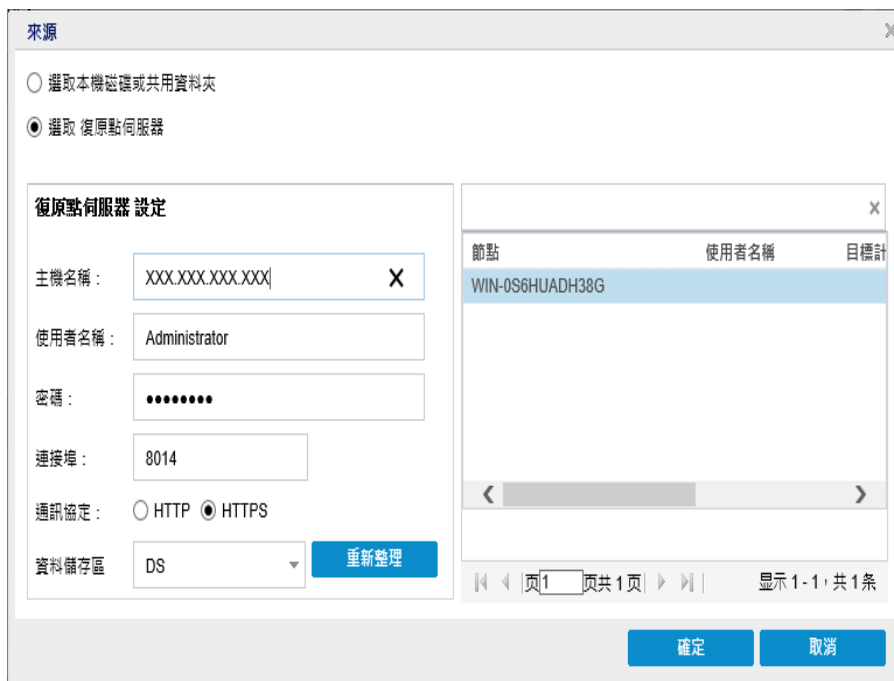 來源
選取本機磁碟或共用資料夾
選取 復原點伺服器
復原點伺服器 設定
主機名稱：
XXX.XXX.XXX.XXX
使用者名稱：
Administrator
密碼：
••••••••
連接埠：
8014
通訊協定：
HTTP
HTTPS
資料儲存區
DS
重新整理
節點 使用者名稱 目標計
WIN-0S6HUADH38G
页1 页共 1 页
显示 1 - 1，共 1 条
確定
取消